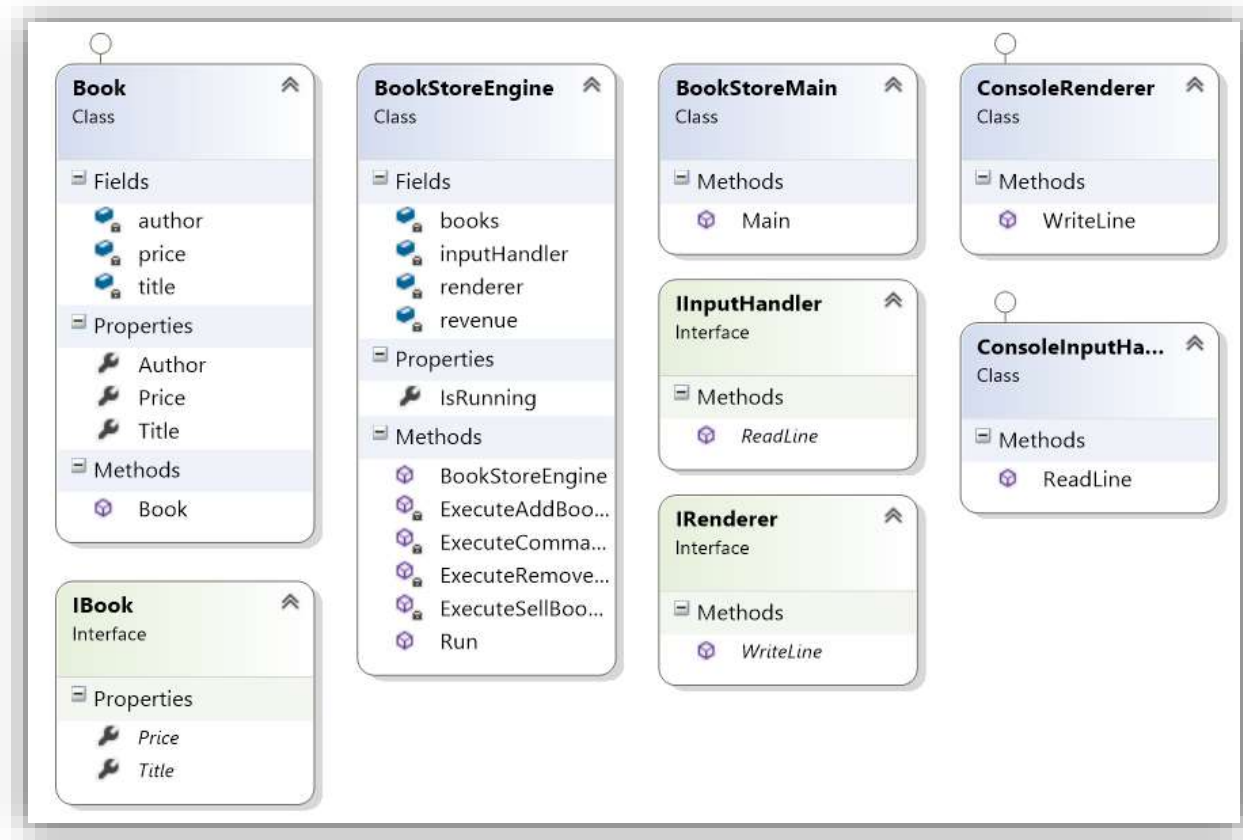 Book
Class
Fields
author
price
title
Properties
Author
Price
Title
Methods
Book
IBook
Interface
Properties
Price
Title
BookStoreEngine
Class
Fields
books
inputHandler
renderer
revenue
Properties
IsRunning
Methods
BookStoreEngine
ExecuteAddBoo...
ExecuteComma...
ExecuteRemove...
ExecuteSellBoo...
Run
BookStoreMain
Class
Methods
Main
IInputHandler
Interface
Methods
ReadLine
IRenderer
Interface
Methods
WriteLine
ConsoleRenderer
Class
Methods
WriteLine
ConsoleInputHa...
Class
Methods
ReadLine